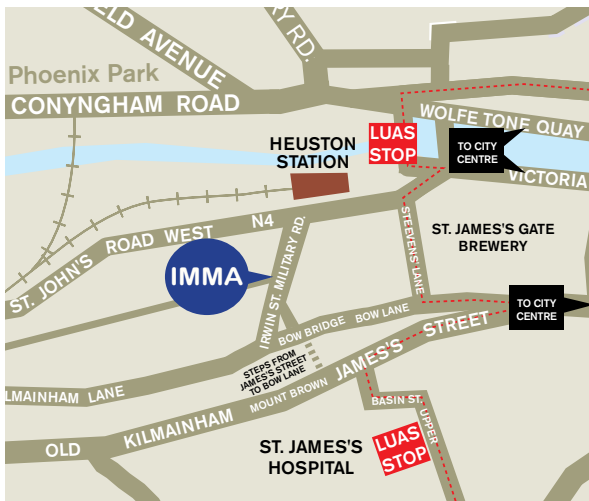 ELD AVENUE
RY RD.
Phoenix Park
CONYNGHAM ROAD
WOLFE TONE QUAY
LUAS
STOP
TO CITY
CENTRE
HEUSTON
STATION
VICTORIA
N4
ST. JOHN'S ROAD WEST
IRWIN ST. MILITARY RD.
STEEVENS' LANE
ST. JAMES'S GATE
BREWERY
IMMA
TO CITY
CENTRE
BOW BRIDGE
BOW LANE
JAMES'S STREET
STEPS FROM
JAMES'S STREET
TO BOW LANE
LMAINHAM LANE
MOUNT BROWN
OLD KILMAINHAM
BASIN ST. UPPER
ST. JAMES'S
HOSPITAL
LUAS
STOP